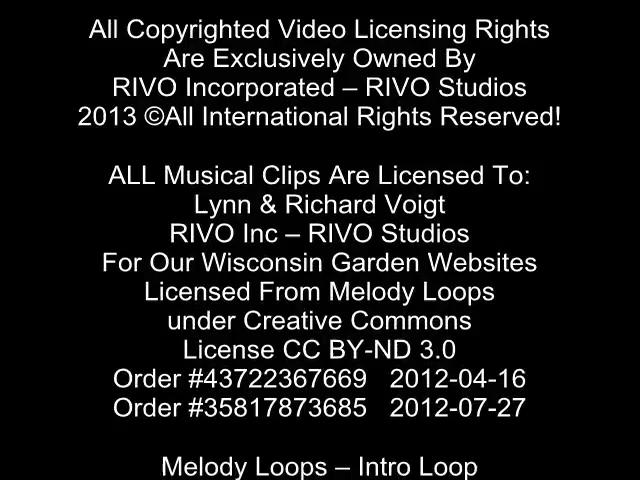 All Copyrighted Video Licensing Rights
Are Exclusively Owned By
RIVO Incorporated – RIVO Studios
2013 ©All International Rights Reserved!
ALL Musical Clips Are Licensed To:
Lynn & Richard Voigt
RIVO Inc – RIVO Studios
For Our Wisconsin Garden Websites
Licensed From Melody Loops
under Creative Commons
License CC BY-ND 3.0
Order #43722367669   2012-04-16
Order #35817873685   2012-07-27
Melody Loops – Intro Loop